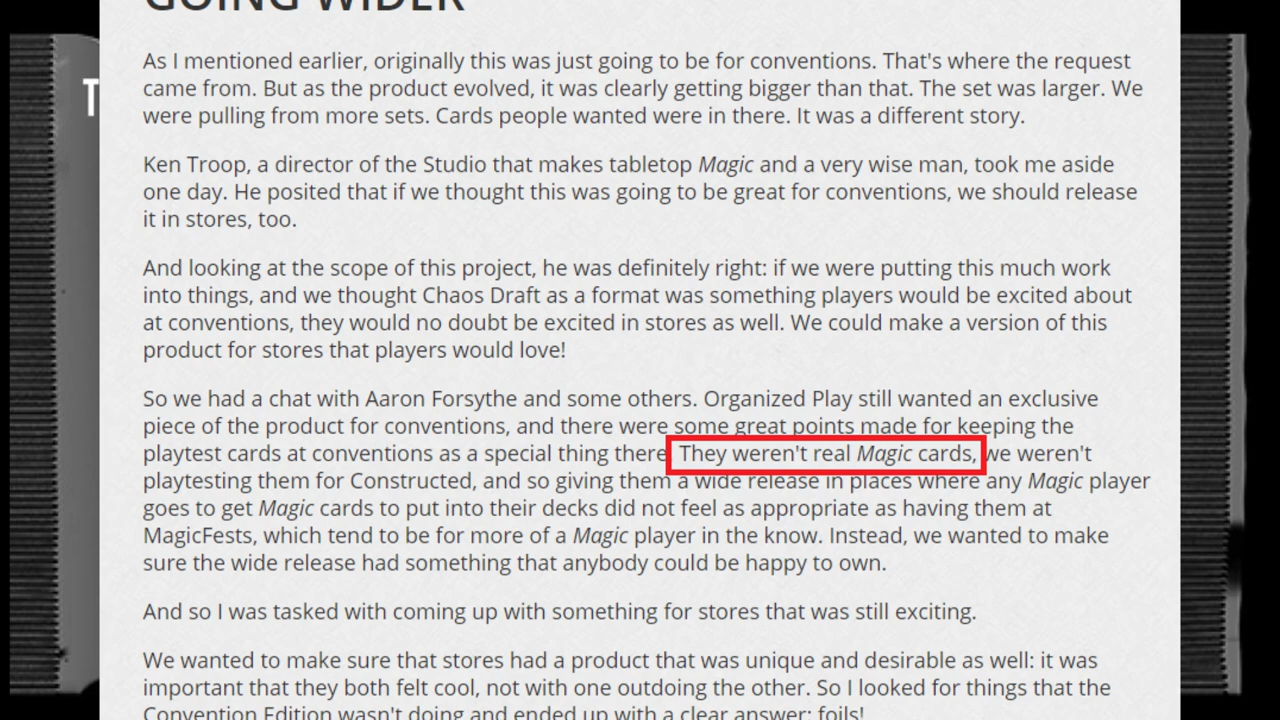 GOING WIDER
As I mentioned earlier, originally this was just going to be for conventions. That's where the request
came from. But as the product evolved, it was clearly getting bigger than that. The set was larger. We
were pulling from more sets. Cards people wanted were in there. It was a different story.
Ken Troop, a director of the Studio that makes tabletop Magic and a very wise man, took me aside
one day. He posited that if we thought this was going to be great for conventions, we should release
it in stores, too.
And looking at the scope of this project, he was definitely right: if we were putting this much work
into things, and we thought Chaos Draft as a format was something players would be excited about
at conventions, they would no doubt be excited in stores as well. We could make a version of this
product for stores that players would love!
So we had a chat with Aaron Forsythe and some others. Organized Play still wanted an exclusive
piece of the product for conventions, and there were some great points made for keeping the
playtest cards at conventions as a special thing there. They weren't real Magic cards, we weren't
playtesting them for Constructed, and so giving them a wide release in places where any Magic player
goes to get Magic cards to put into their decks did not feel as appropriate as having them at
MagicFests, which tend to be for more of a Magic player in the know. Instead, we wanted to make
sure the wide release had something that anybody could be happy to own.
And so I was tasked with coming up with something for stores that was still exciting.
We wanted to make sure that stores had a product that was unique and desirable as well: it was
important that they both felt cool, not with one outdoing the other. So I looked for things that the
Convention Edition wasn't doing and ended up with a clear answer: foils!
T